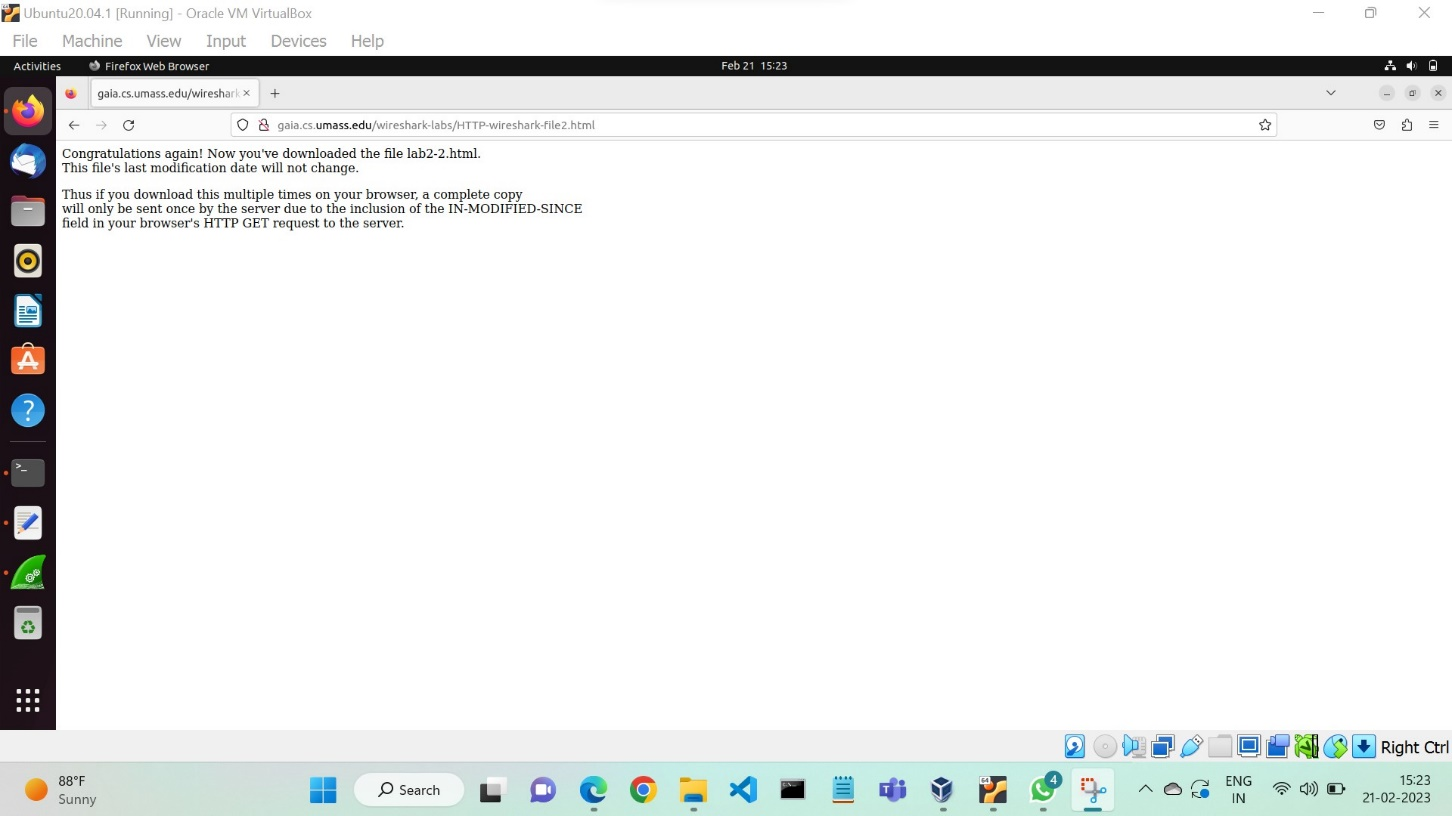 Ubuntu20.04.1 [Running] - Oracle VM VirtualBox
File Machine View Input Devices Help
Activities Firefox Web Browser Feb 21 15:23
gaia.cs.umass.edu/wireshark
gaia.cs.umass.edu/wireshark-labs/HTTP-wireshark-file2.html
Congratulations again! Now you've downloaded the file lab2-2.html.
This file's last modification date will not change.
Thus if you download this multiple times on your browser, a complete copy
will only be sent once by the server due to the inclusion of the IN-MODIFIED-SINCE
field in your browser's HTTP GET request to the server.
Right Ctrl
88°F
Sunny
Search
4
ENG
IN
15:23
21-02-2023